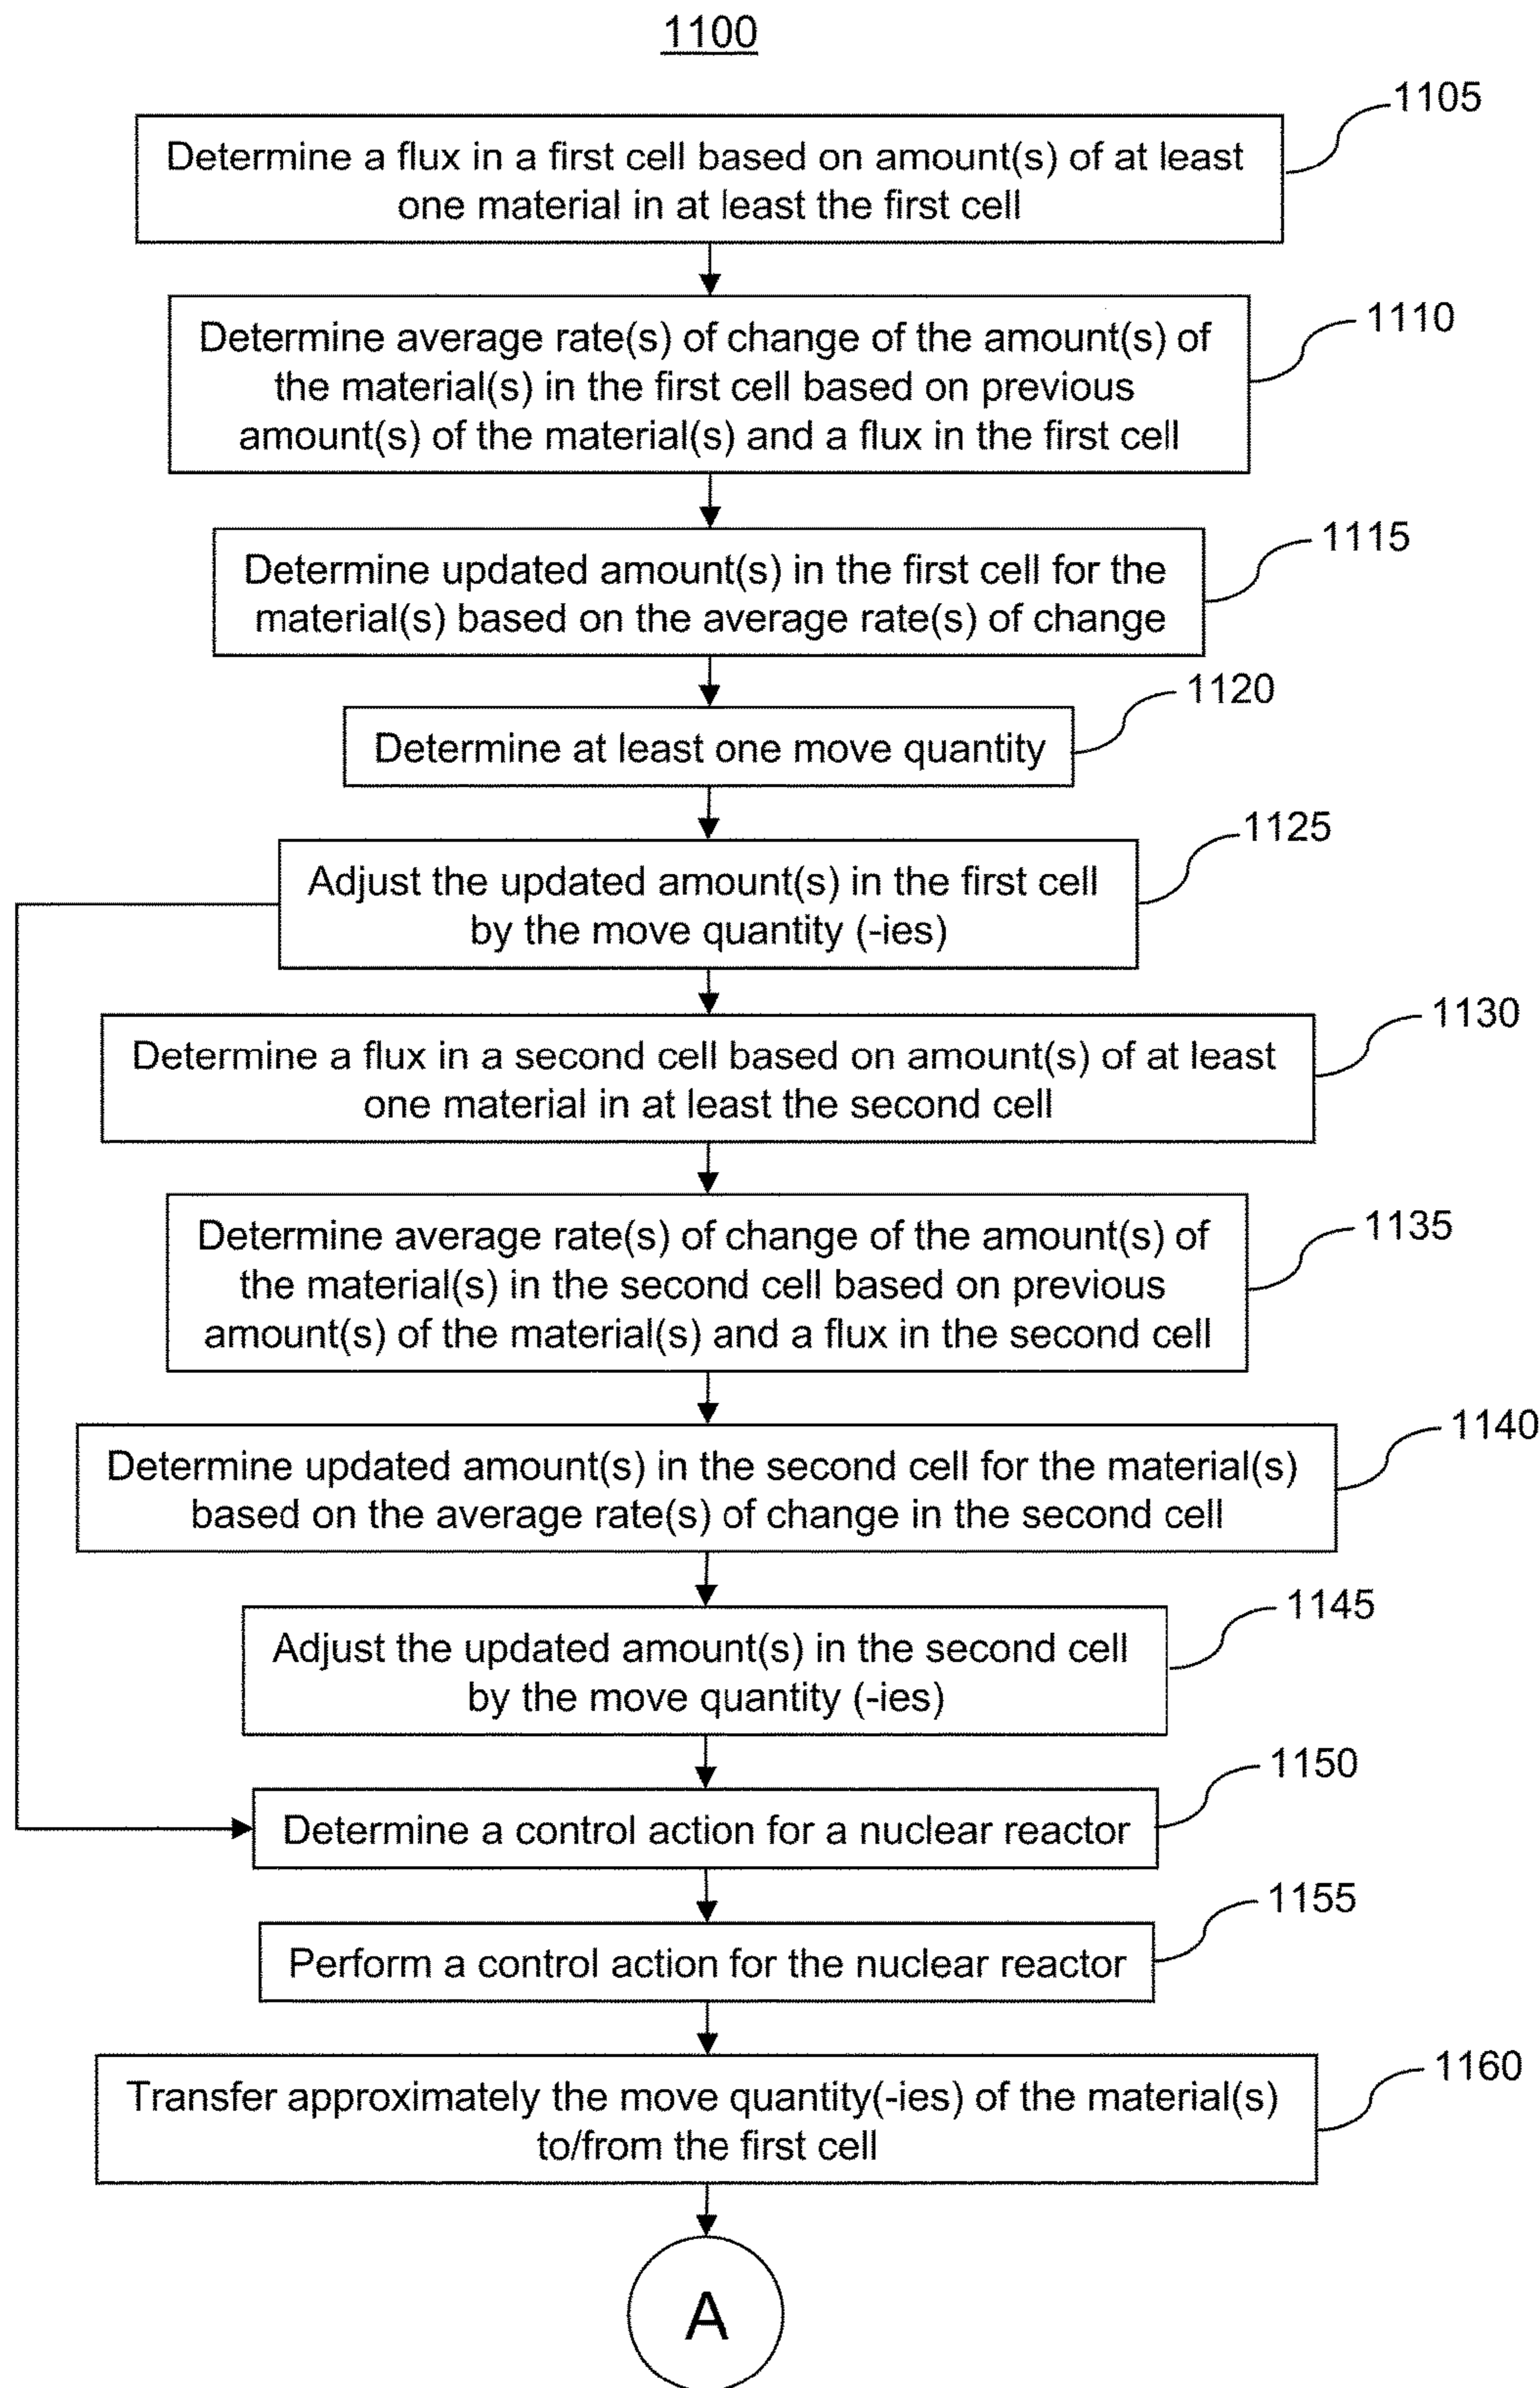 1100
1105
Determine a flux in a first cell based on amount(s) of at least
one material in at least the first cell
1110
Determine average rate(s) of change of the amount(s) of
the material(s) in the first cell based on previous
amount(s) of the material(s) and a flux in the first cell
1115
Determine updated amount(s) in the first cell for the
material(s) based on the average rate(s) of change
1120
Determine at least one move quantity
1125
Adjust the updated amount(s) in the first cell
by the move quantity (-ies)
1130
Determine a flux in a second cell based on amount(s) of at least
one material in at least the second cell
1135
Determine average rate(s) of change of the amount(s) of
the material(s) in the second cell based on previous
amount(s) of the material(s) and a flux in the second cell
1140
Determine updated amount(s) in the second cell for the material(s)
based on the average rate(s) of change in the second cell
1145
Adjust the updated amount(s) in the second cell
by the move quantity (-ies)
1150
Determine a control action for a nuclear reactor
1155
Perform a control action for the nuclear reactor
1160
Transfer approximately the move quantity(-ies) of the material(s)
to/from the first cell
A